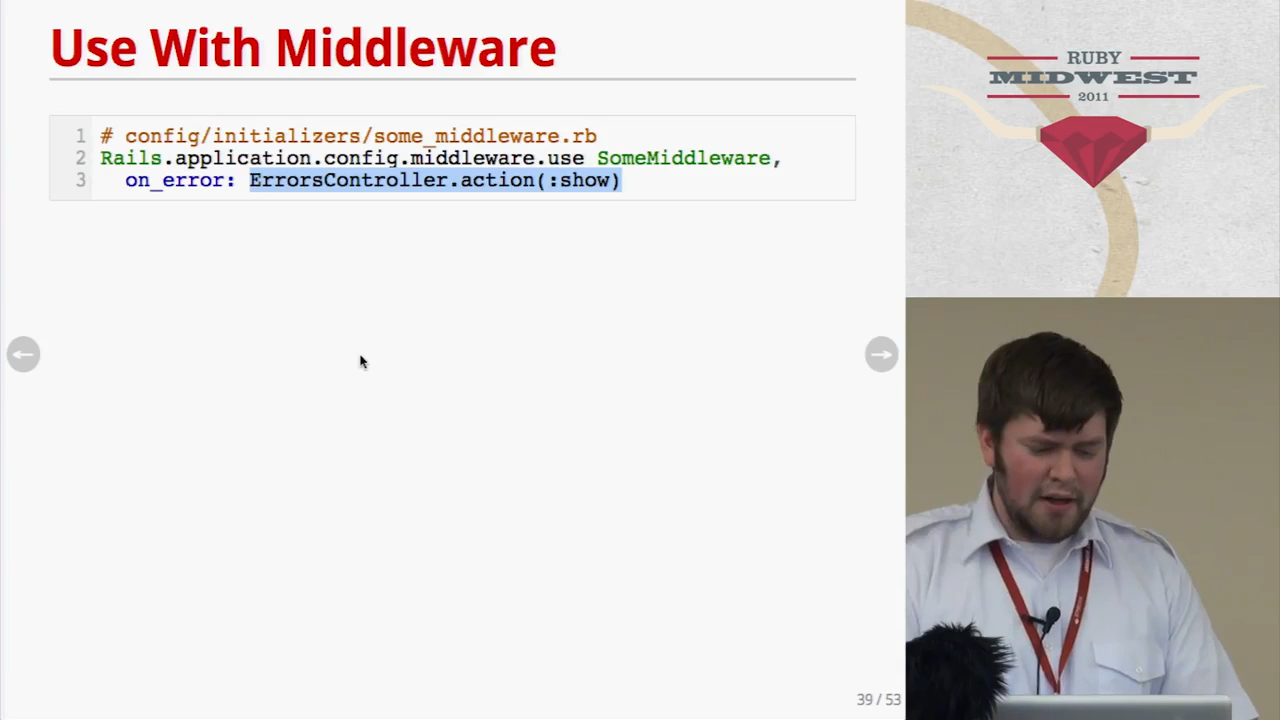 Use With Middleware
1 # config/initializers/some_middleware.rb
2 Rails.application.config.middleware.use SomeMiddleware,
3 on_error: ErrorsController.action(:show)
39 / 53
RUBY
MIDWEST
2011